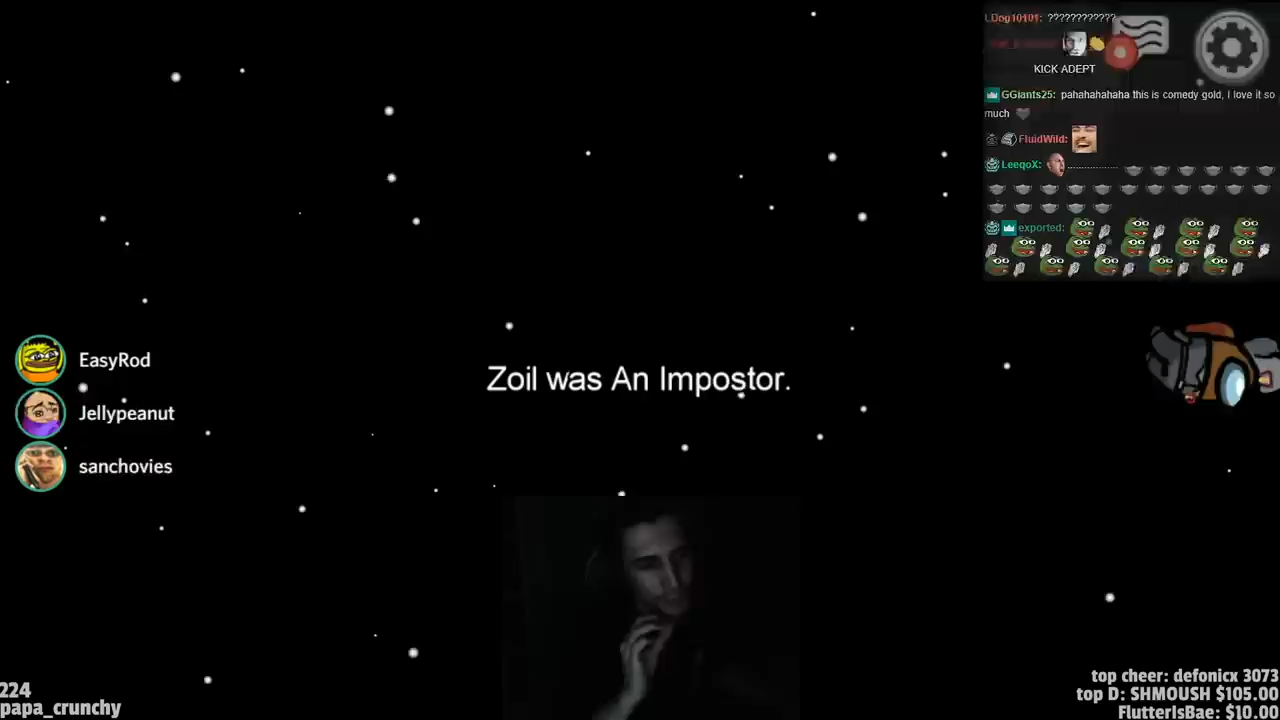 LDog10101: ????????????
KICK ADEPT
GGiants25: pahahahahaha this is comedy gold, I love it so
much
FluidWild:
LeeqoX:
exported:
EasyRod
Zoil was An Impostor.
Jellypeanut
sanchovies
224
papa_crunchy
top cheer: defonicx 3073
top D: SHMOUSH $105.00
FlutterIsBae: $10.00